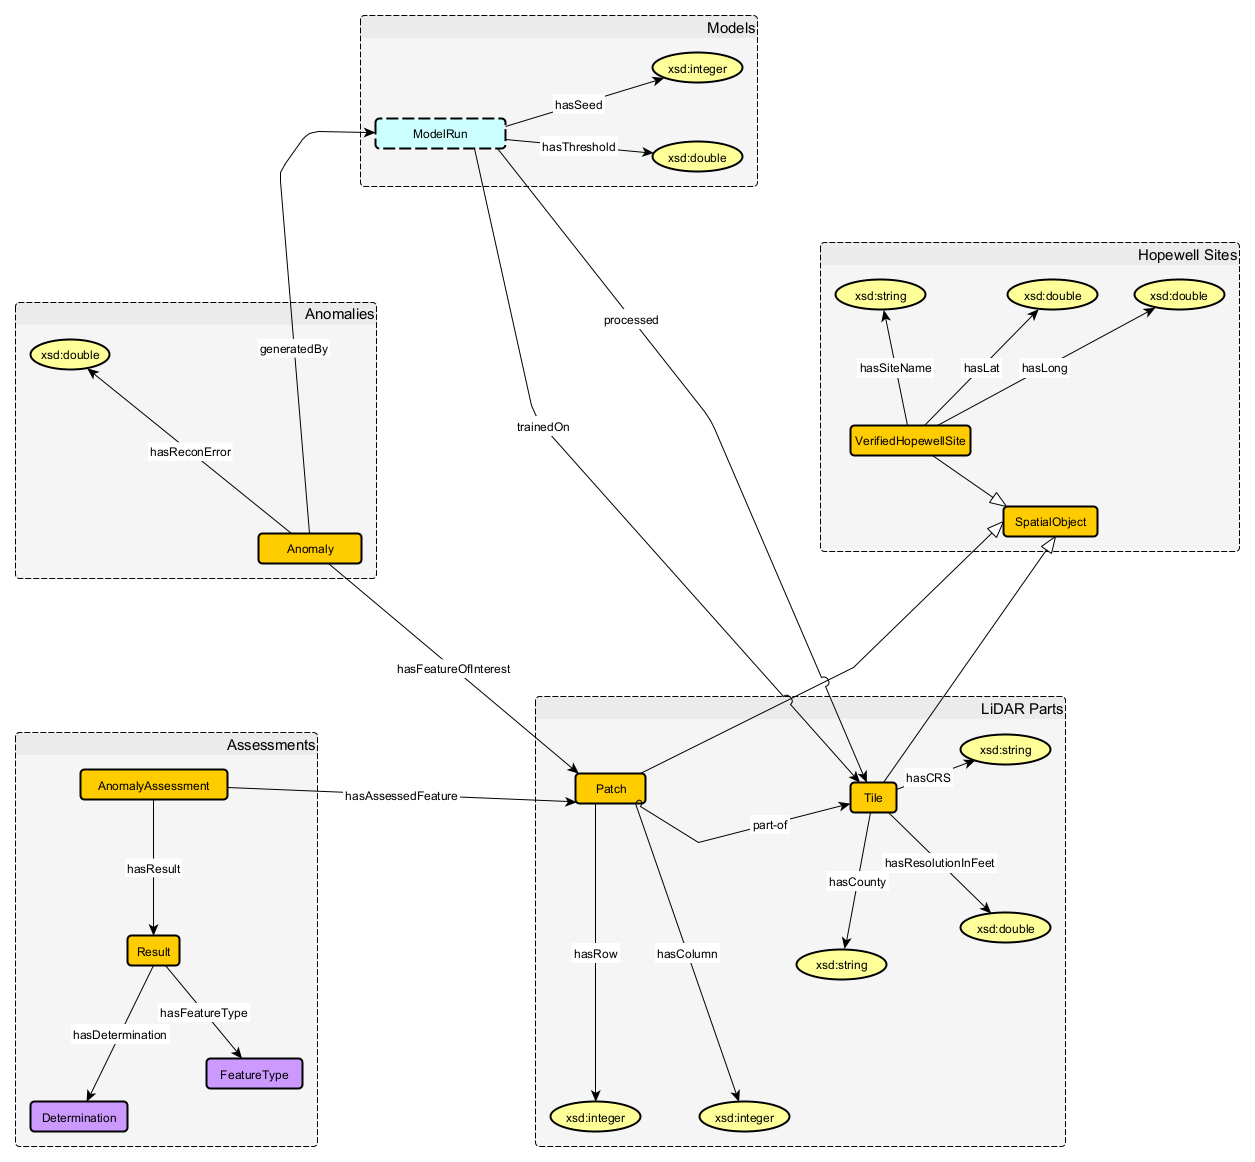 Models
xsd:integer
hasSeed
ModelRun
hasThreshold
xsd:double
Hopewell Sites
xsd:string
xsd:double
xsd:double
hasSiteName
hasLat
hasLong
VerifiedHopewellSite
SpatialObject
Anomalies
xsd:double
generatedBy
hasReconError
Anomaly
processed
trainedOn
hasFeatureOfInterest
LiDAR Parts
xsd:string
hasCRS
Patch
Tile
part-of
hasResolutionInFeet
hasCounty
xsd:double
hasRow
hasColumn
xsd:string
xsd:integer
xsd:integer
Assessments
AnomalyAssessment
hasAssessedFeature
hasResult
Result
hasFeatureType
hasDetermination
FeatureType
Determination